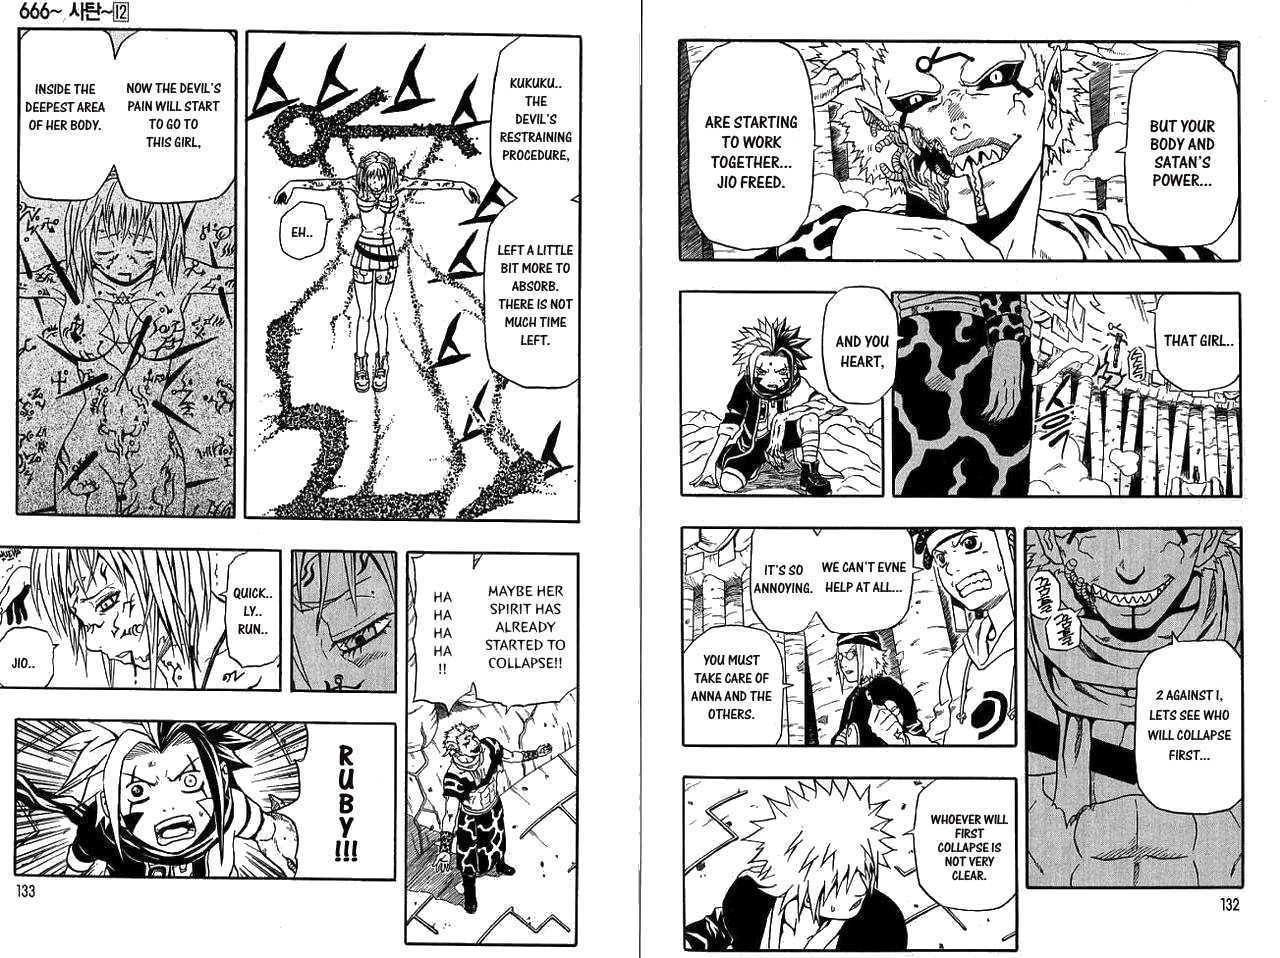 666~ 사탄~12
BUT YOUR
BODY AND
SATAN'S
POWER...
ARE STARTING
TO WORK
TOGETHER...
JIO FREED.
THAT GIRL..
AND YOU
HEART,
2 AGAINST 1,
LETS SEE WHO
WILL COLLAPSE
FIRST...
WE CAN'T EVNE
HELP AT ALL...
IT'S SO
ANNOYING.
YOU MUST
TAKE CARE OF
ANNA AND THE
OTHERS.
WHOEVER WILL
FIRST
COLLAPSE IS
NOT VERY
CLEAR.
132
KUKUKU..
THE
DEVIL'S
RESTRAINING
PROCEDURE,
LEFT A LITTLE
BIT MORE TO
ABSORB.
THERE IS NOT
MUCH TIME
LEFT.
EH..
NOW THE DEVIL'S
PAIN WILL START
TO GO TO
THIS GIRL,
INSIDE THE
DEEPEST AREA
OF HER BODY.
MAYBE HER
SPIRIT HAS
ALREADY
STARTED TO
COLLAPSE!!
HA
HA
HA
HA
!!
QUICK..
LY..
RUN..
JIO..
RUBY!!!
133